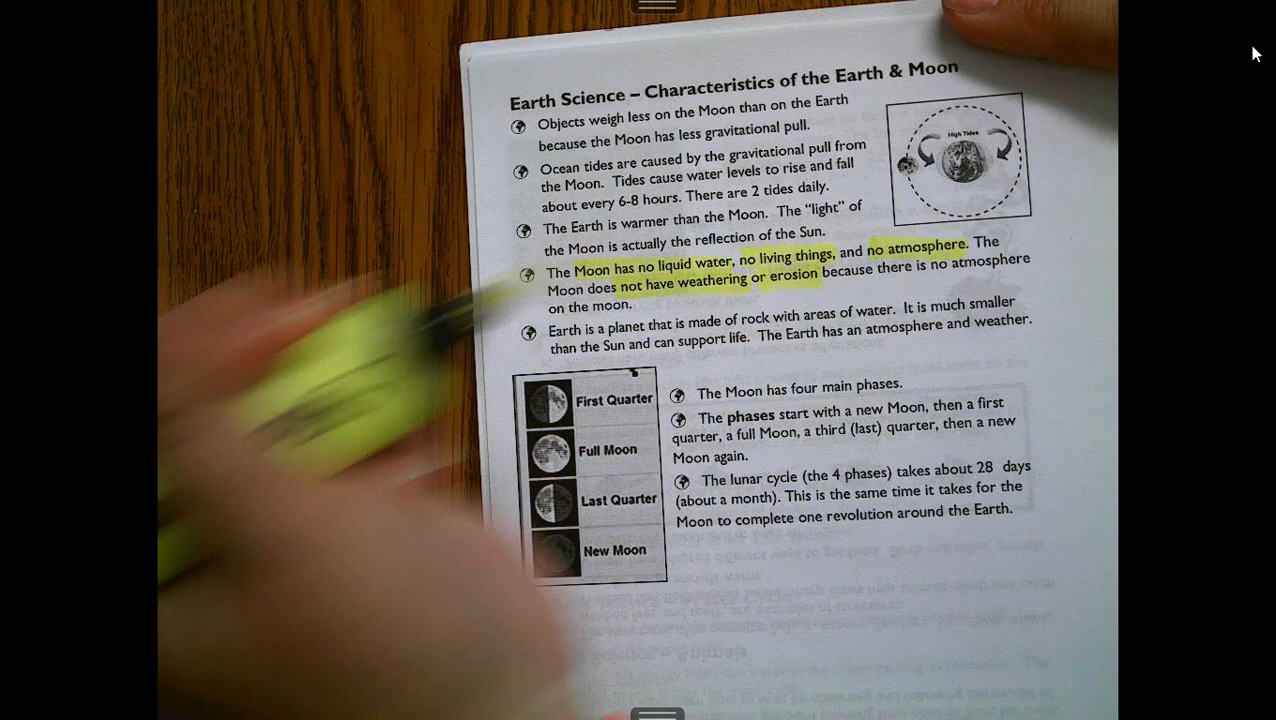 Earth Science – Characteristics of the Earth & Moon
Objects weigh less on the Moon than on the Earth
because the Moon has less gravitational pull.
Ocean tides are caused by the gravitational pull from
the Moon. Tides cause water levels to rise and fall
about every 6-8 hours. There are 2 tides daily.
High Tides
The Earth is warmer than the Moon. The "light" of
the Moon is actually the reflection of the Sun.
The Moon has no liquid water, no living things, and no atmosphere. The
Moon does not have weathering or erosion because there is no atmosphere
on the moon.
Earth is a planet that is made of rock with areas of water. It is much smaller
than the Sun and can support life. The Earth has an atmosphere and weather.
First Quarter
Full Moon
Last Quarter
New Moon
The Moon has four main phases.
The phases start with a new Moon, then a first
quarter, a full Moon, a third (last) quarter, then a new
Moon again.
The lunar cycle (the 4 phases) takes about 28 days
(about a month). This is the same time it takes for the
Moon to complete one revolution around the Earth.